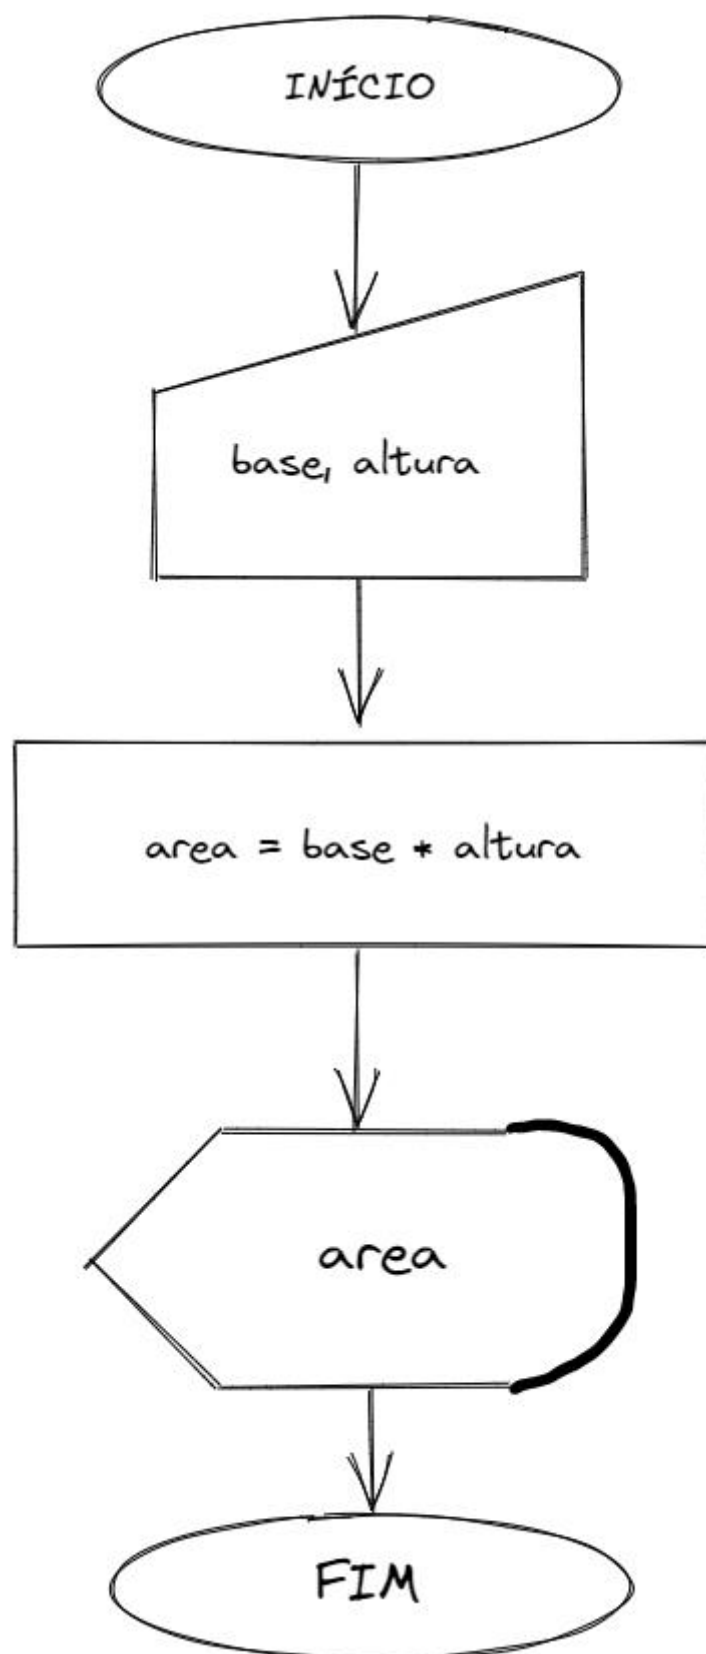 INÍCIO
base, altura
area = base * altura
area
FIM